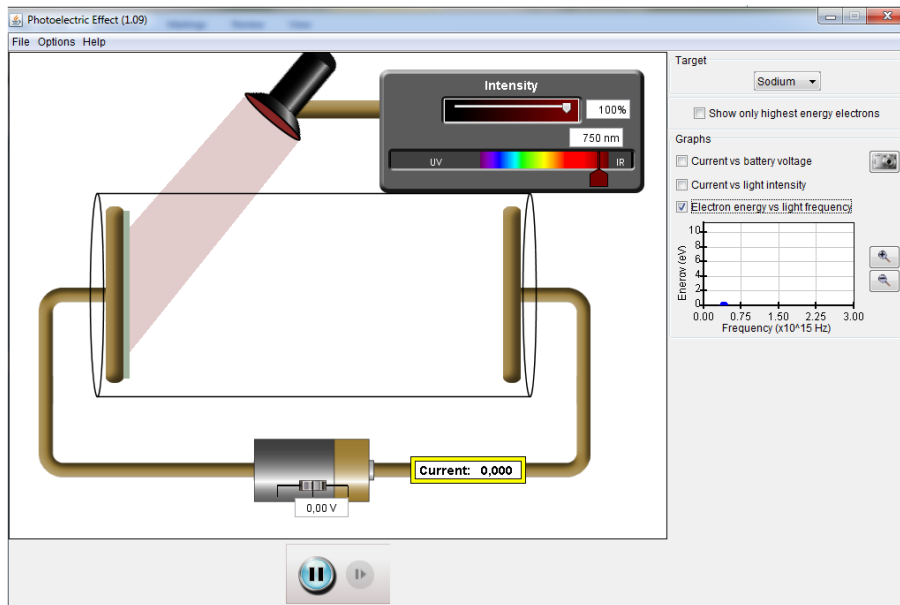 Photoelectric Effect (1.09)
File Options Help
Intensity
100%
750 nm
UV
IR
Current: 0,000
0,00 V
Target
Sodium
Show only highest energy electrons
Graphs
Current vs battery voltage
Current vs light intensity
Electron energy vs light frequency
Energy (eV)
10
8
6
4
2
0
0.00 0.75 1.50 2.25 3.00
Frequency (x10^15 Hz)